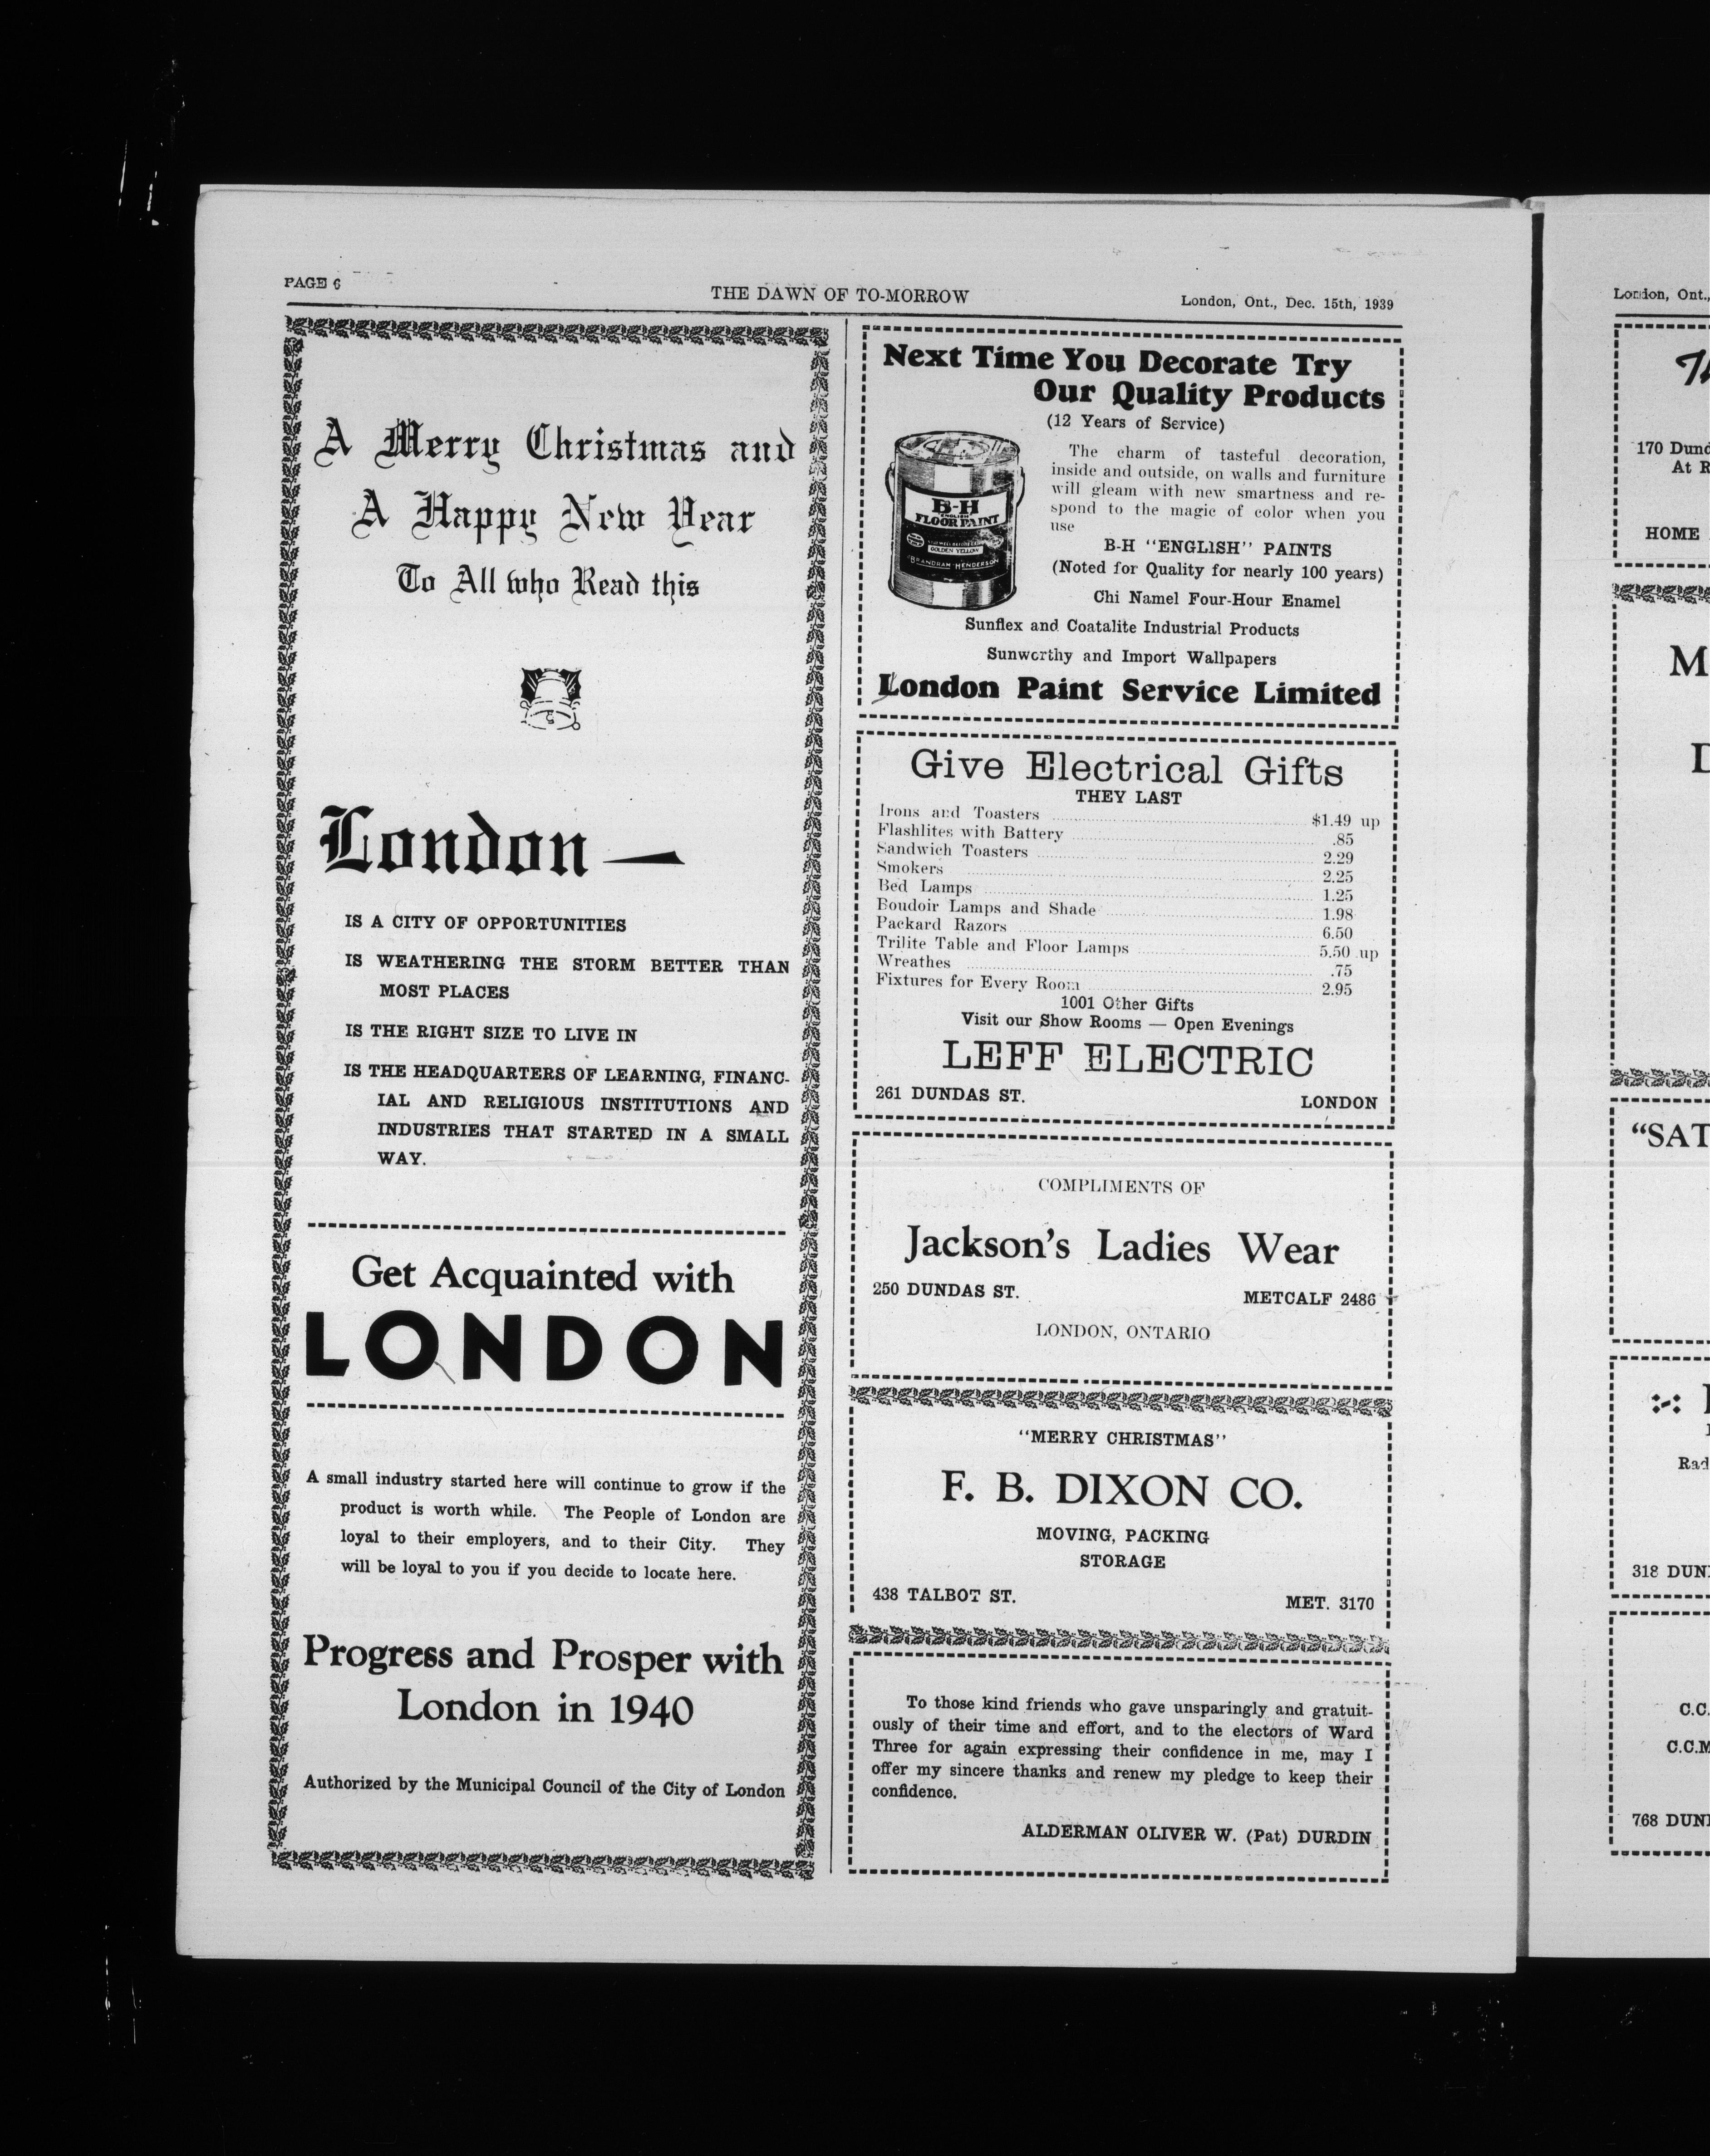 PAGE 6
THE DAWN OF TO-MORROW
London, Ont., Dec. 15th, 1939
A Merry Christmas and
A Happy New Year
To All who Read this
London —
IS A CITY OF OPPORTUNITIES
IS WEATHERING THE STORM BETTER THAN
MOST PLACES
IS THE RIGHT SIZE TO LIVE IN
IS THE HEADQUARTERS OF LEARNING, FINANC-
IAL AND RELIGIOUS INSTITUTIONS AND
INDUSTRIES THAT STARTED IN A SMALL
WAY.
Get Acquainted with
LONDON
A small industry started here will continue to grow if the
product is worth while. The People of London are
loyal to their employers, and to their City. They
will be loyal to you if you decide to locate here.
Progress and Prosper with
London in 1940
Authorized by the Municipal Council of the City of London
Next Time You Decorate Try
Our Quality Products
(12 Years of Service)
The charm of tasteful decoration,
inside and outside, on walls and furniture
will gleam with new smartness and re-
spond to the magic of color when you
use
B-H
ENGLISH
FLOOR PAINT
GOLDEN YELLOW
BRANDRAM HENDERSON
B-H "ENGLISH" PAINTS
(Noted for Quality for nearly 100 years)
Chi Namel Four-Hour Enamel
Sunflex and Coatalite Industrial Products
Sunworthy and Import Wallpapers
London Paint Service Limited
Give Electrical Gifts
THEY LAST
Irons and Toasters $1.49 up
Flashlites with Battery .85
Sandwich Toasters 2.29
Smokers 2.25
Bed Lamps 1.25
Boudoir Lamps and Shade 1.98
Packard Razors 6.50
Trilite Table and Floor Lamps 5.50 up
Wreathes .75
Fixtures for Every Room 2.95
1001 Other Gifts
Visit our Show Rooms — Open Evenings
LEFF ELECTRIC
261 DUNDAS ST. LONDON
COMPLIMENTS OF
Jackson's Ladies Wear
250 DUNDAS ST. METCALF 2486
LONDON, ONTARIO
"MERRY CHRISTMAS"
F. B. DIXON CO.
MOVING, PACKING
STORAGE
438 TALBOT ST. MET. 3170
To those kind friends who gave unsparingly and gratuit-
ously of their time and effort, and to the electors of Ward
Three for again expressing their confidence in me, may I
offer my sincere thanks and renew my pledge to keep their
confidence.
ALDERMAN OLIVER W. (Pat) DURDIN
London, Ont.,
170 Dund
At R
HOME
M
D
"SAT
Rad
318 DUN
C.C.
C.C.M
768 DUN